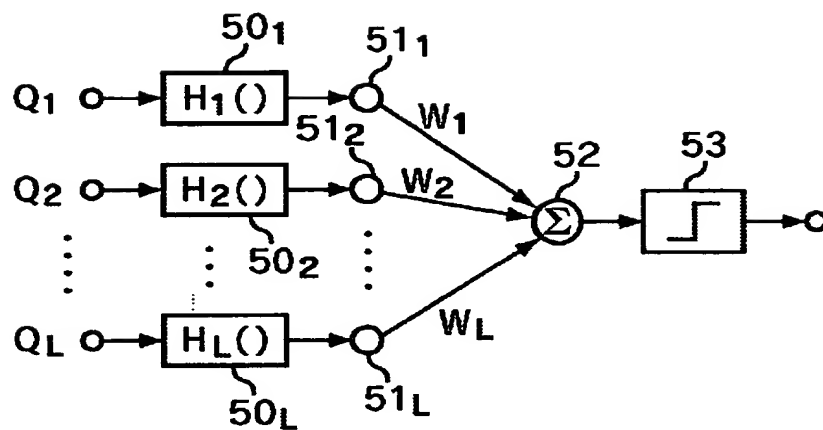 50₁
51₁
Q₁ H₁() W₁
51₂
52 53
Q₂ H₂() W₂
Σ
50₂
Q_L H_L() W_L
50_L 51_L